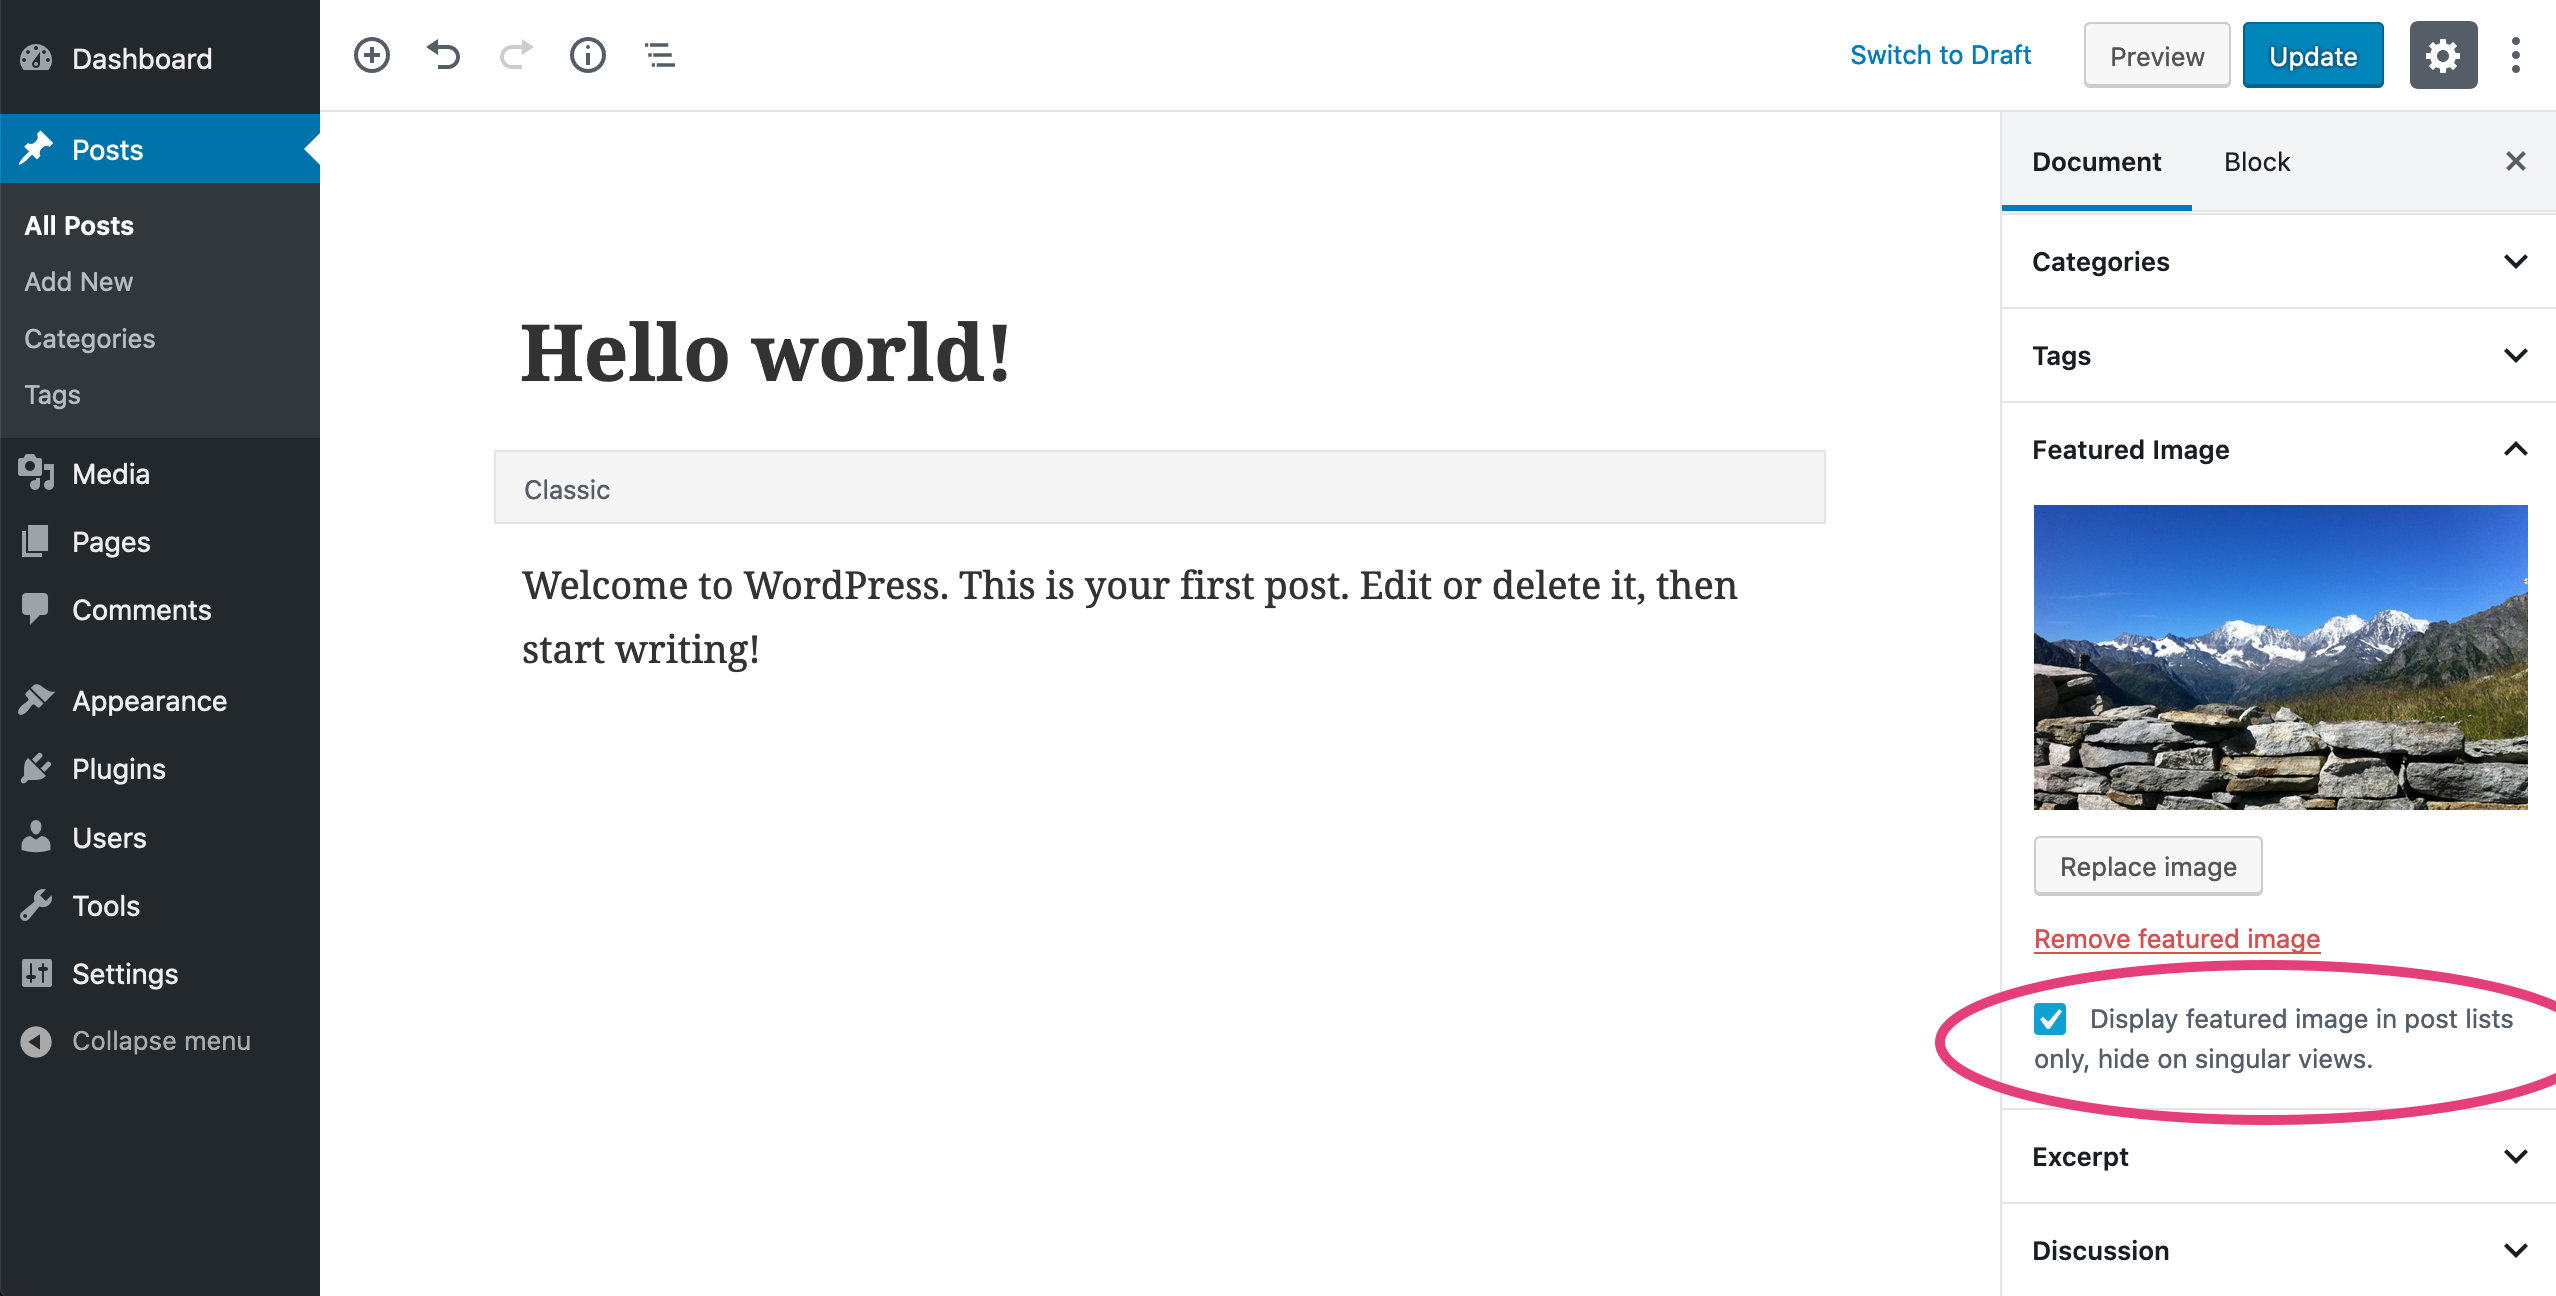 Dashboard
Posts
All Posts
Add New
Categories
Tags
Media
Pages
Comments
Appearance
Plugins
Users
Tools
Settings
Collapse menu
Switch to Draft
Preview
Update
Hello world!
Classic
Welcome to WordPress. This is your first post. Edit or delete it, then
start writing!
Document
Block
Categories
Tags
Featured Image
Replace image
Remove featured image
Display featured image in post lists
only, hide on singular views.
Excerpt
Discussion